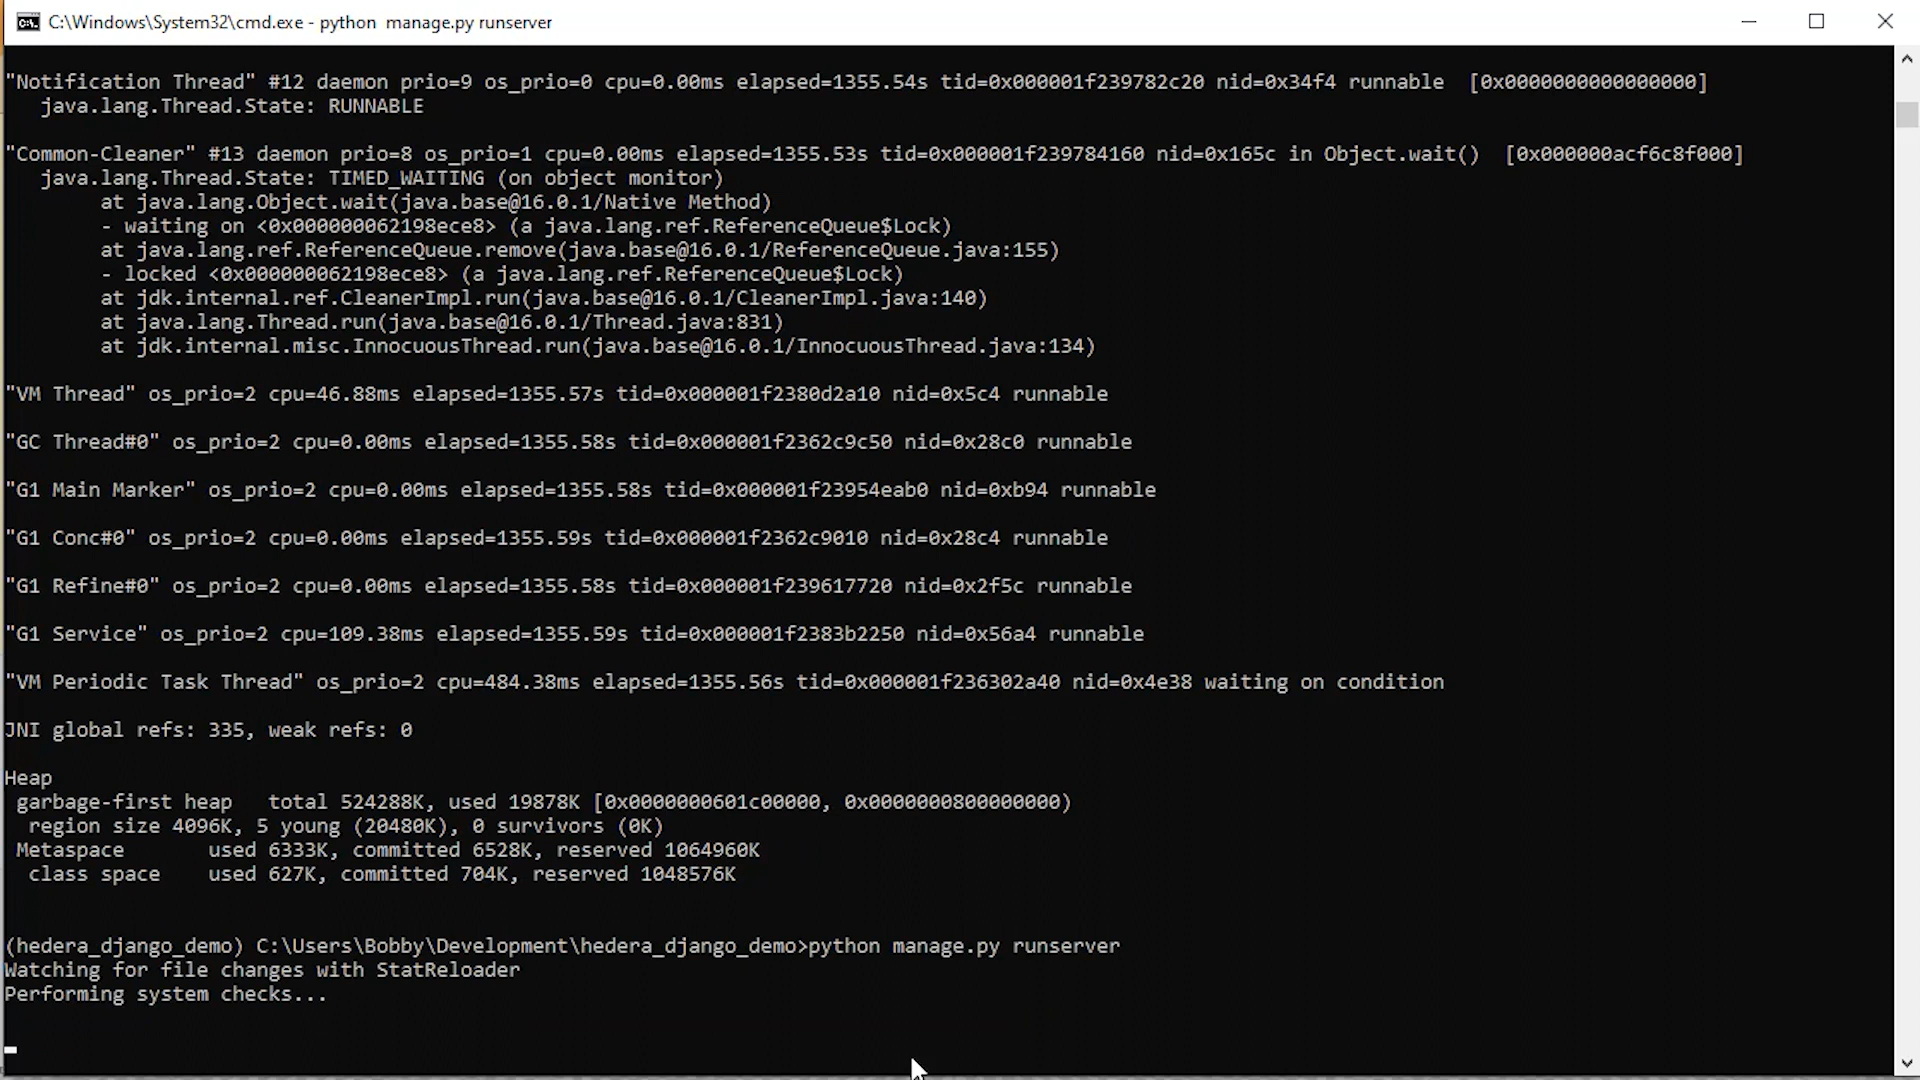 C:\Windows\System32\cmd.exe - python  manage.py runserver
"Notification Thread" #12 daemon prio=9 os_prio=0 cpu=0.00ms elapsed=1355.54s tid=0x000001f239782c20 nid=0x34f4 runnable  [0x0000000000000000]
   java.lang.Thread.State: RUNNABLE
"Common-Cleaner" #13 daemon prio=8 os_prio=1 cpu=0.00ms elapsed=1355.53s tid=0x000001f239784160 nid=0x165c in Object.wait()  [0x000000acf6c8f000]
   java.lang.Thread.State: TIMED_WAITING (on object monitor)
        at java.lang.Object.wait(java.base@16.0.1/Native Method)
        - waiting on <0x000000062198ece8> (a java.lang.ref.ReferenceQueue$Lock)
        at java.lang.ref.ReferenceQueue.remove(java.base@16.0.1/ReferenceQueue.java:155)
        - locked <0x000000062198ece8> (a java.lang.ref.ReferenceQueue$Lock)
        at jdk.internal.ref.CleanerImpl.run(java.base@16.0.1/CleanerImpl.java:140)
        at java.lang.Thread.run(java.base@16.0.1/Thread.java:831)
        at jdk.internal.misc.InnocuousThread.run(java.base@16.0.1/InnocuousThread.java:134)
"VM Thread" os_prio=2 cpu=46.88ms elapsed=1355.57s tid=0x000001f2380d2a10 nid=0x5c4 runnable
"GC Thread#0" os_prio=2 cpu=0.00ms elapsed=1355.58s tid=0x000001f2362c9c50 nid=0x28c0 runnable
"G1 Main Marker" os_prio=2 cpu=0.00ms elapsed=1355.58s tid=0x000001f23954eab0 nid=0xb94 runnable
"G1 Conc#0" os_prio=2 cpu=0.00ms elapsed=1355.59s tid=0x000001f2362c9010 nid=0x28c4 runnable
"G1 Refine#0" os_prio=2 cpu=0.00ms elapsed=1355.58s tid=0x000001f239617720 nid=0x2f5c runnable
"G1 Service" os_prio=2 cpu=109.38ms elapsed=1355.59s tid=0x000001f2383b2250 nid=0x56a4 runnable
"VM Periodic Task Thread" os_prio=2 cpu=484.38ms elapsed=1355.56s tid=0x000001f236302a40 nid=0x4e38 waiting on condition
JNI global refs: 335, weak refs: 0
Heap
 garbage-first heap   total 524288K, used 19878K [0x0000000601c00000, 0x0000000800000000)
  region size 4096K, 5 young (20480K), 0 survivors (0K)
 Metaspace       used 6333K, committed 6528K, reserved 1064960K
  class space    used 627K, committed 704K, reserved 1048576K
(hedera_django_demo) C:\Users\Bobby\Development\hedera_django_demo>python manage.py runserver
Watching for file changes with StatReloader
Performing system checks...